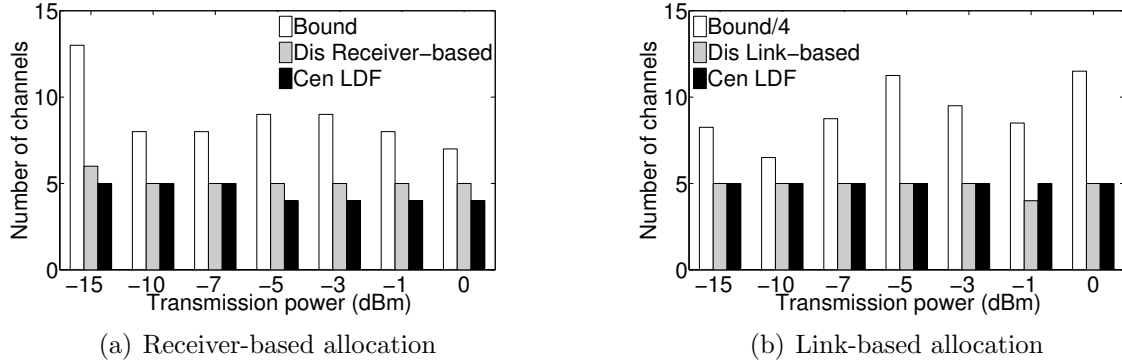 15
10
5
0
Number of channels
Bound
Dis Receiver−based
Cen LDF
−15 −10 −7 −5 −3 −1 0
Transmission power (dBm)
(a) Receiver-based allocation
15
10
5
0
Number of channels
Bound/4
Dis Link−based
Cen LDF
−15 −10 −7 −5 −3 −1 0
Transmission power (dBm)
(b) Link-based allocation